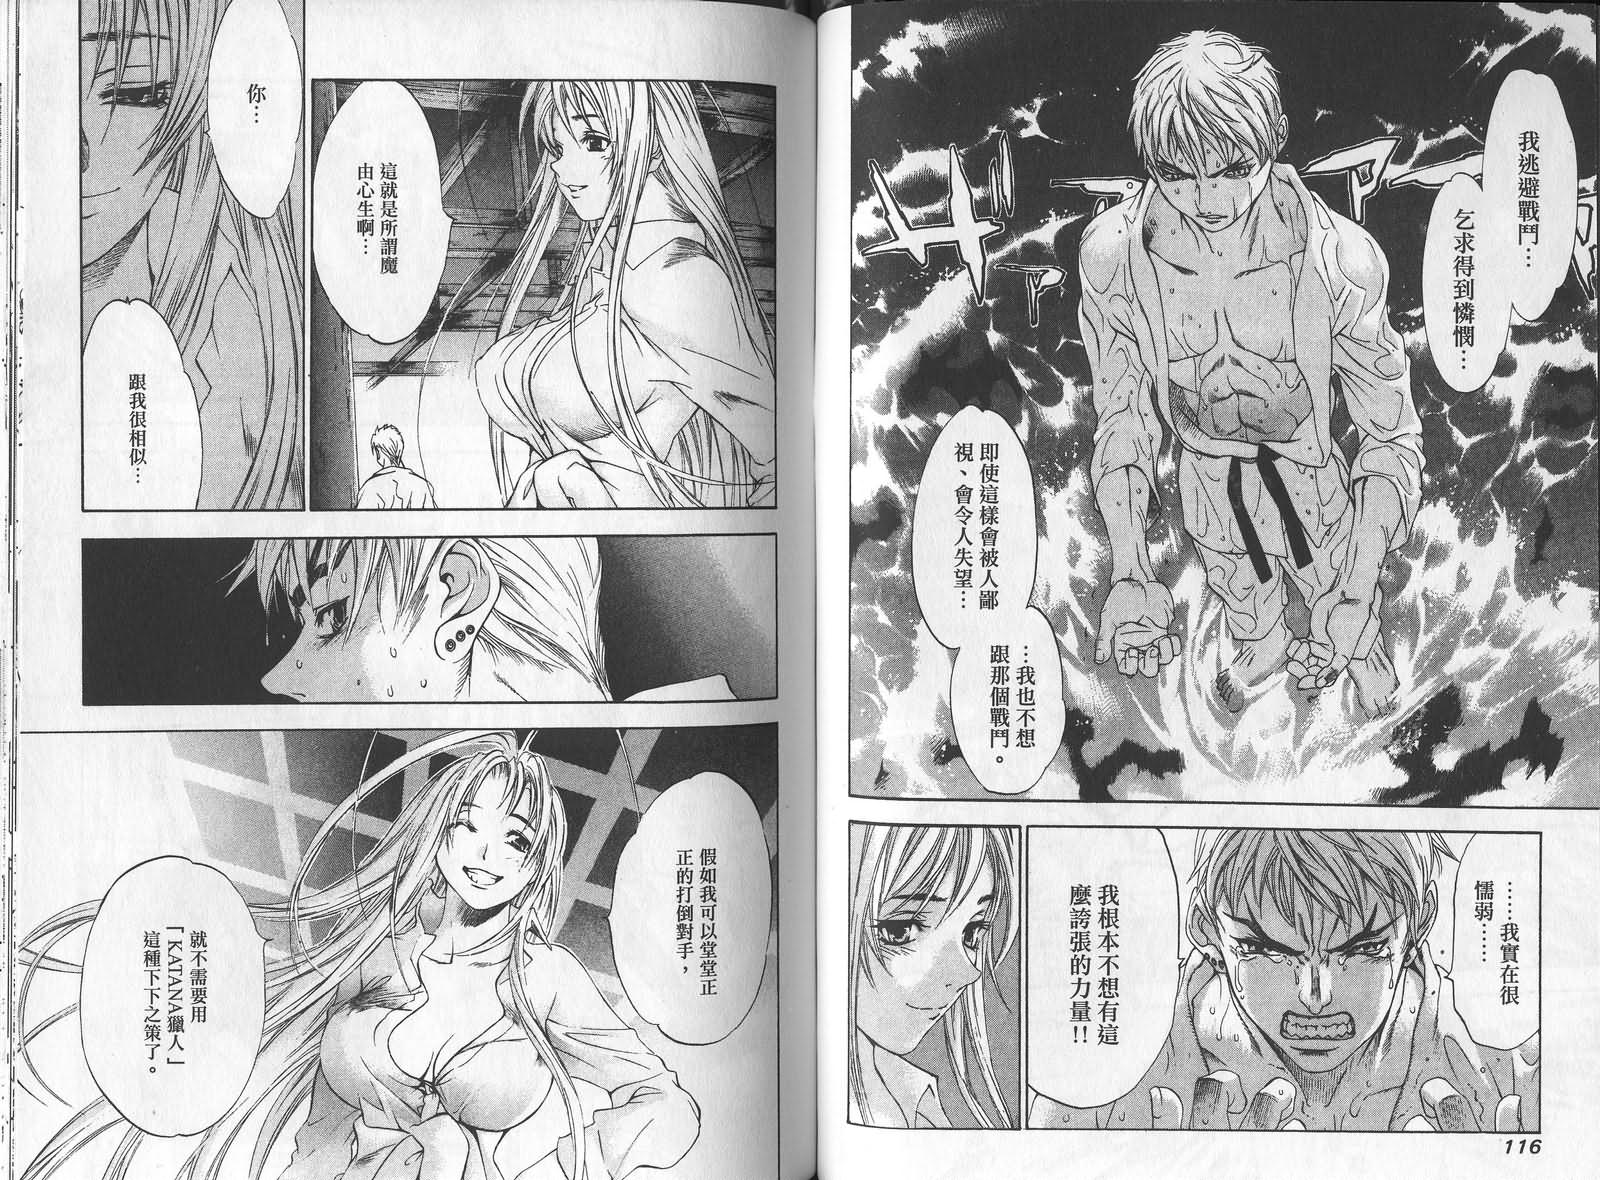 我逃避戰鬥…
乞求得到憐憫…
即使這樣會被人鄙
視、會令人失望…
…我也不想
跟那個戰鬥。
……我實在很
懦弱……
我根本不想有這
麼誇張的力量!!
116
這就是所謂魔
由心生啊…
你…
跟我很相似…
假如我可以堂堂正
正的打倒對手，
就不需要用
「KATANA獵人」
這種下下之策了。